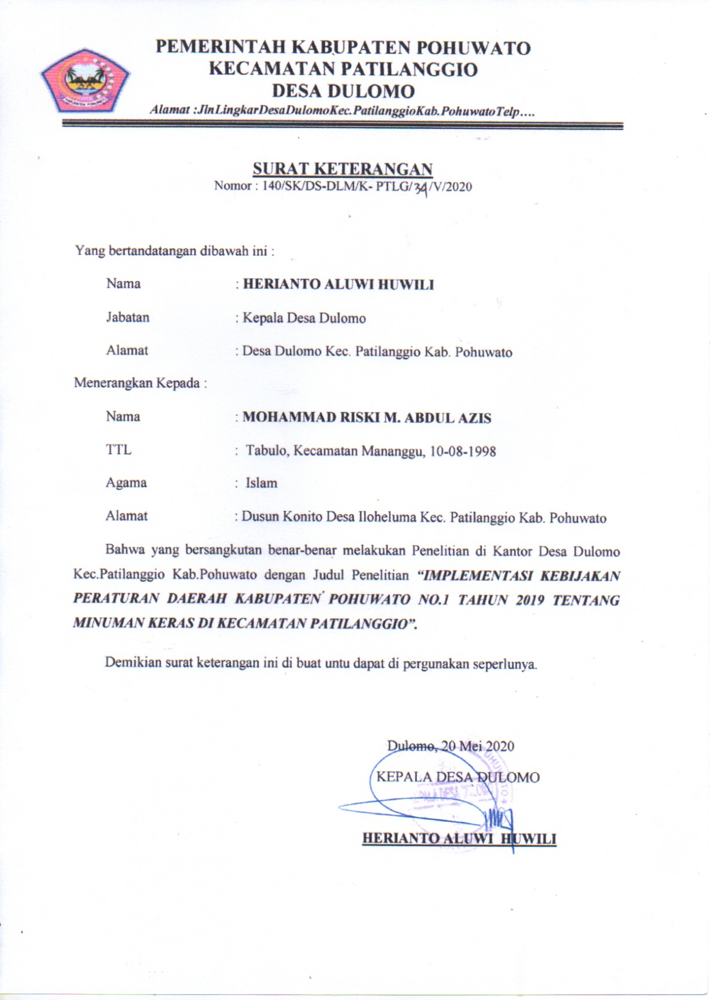 PEMERINTAH KABUPATEN POHUWATO
KECAMATAN PATILANGGIO
DESA DULOMO
Alamat :JlnLingkarDesaDulomoKec.PatilanggioKab.PohuwatoTelp….
KABUPATEN POHUWATO
SURAT KETERANGAN
Nomor : 140/SK/DS-DLM/K- PTLG/39/V/2020
Yang bertandatangan dibawah ini :
Nama : HERIANTO ALUWI HUWILI
Jabatan : Kepala Desa Dulomo
Alamat : Desa Dulomo Kec. Patilanggio Kab. Pohuwato
Menerangkan Kepada :
Nama : MOHAMMAD RISKI M. ABDUL AZIS
TTL : Tabulo, Kecamatan Mananggu, 10-08-1998
Agama : Islam
Alamat : Dusun Konito Desa Iloheluma Kec. Patilanggio Kab. Pohuwato
Bahwa yang bersangkutan benar-benar melakukan Penelitian di Kantor Desa Dulomo
Kec.Patilanggio Kab.Pohuwato dengan Judul Penelitian “IMPLEMENTASI KEBIJAKAN
PERATURAN DAERAH KABUPATEN POHUWATO NO.1 TAHUN 2019 TENTANG
MINUMAN KERAS DI KECAMATAN PATILANGGIO”.
Demikian surat keterangan ini di buat untu dapat di pergunakan seperlunya.
Dulomo, 20 Mei 2020
KEPALA DESA DULOMO
HERIANTO ALUWI HUWILI